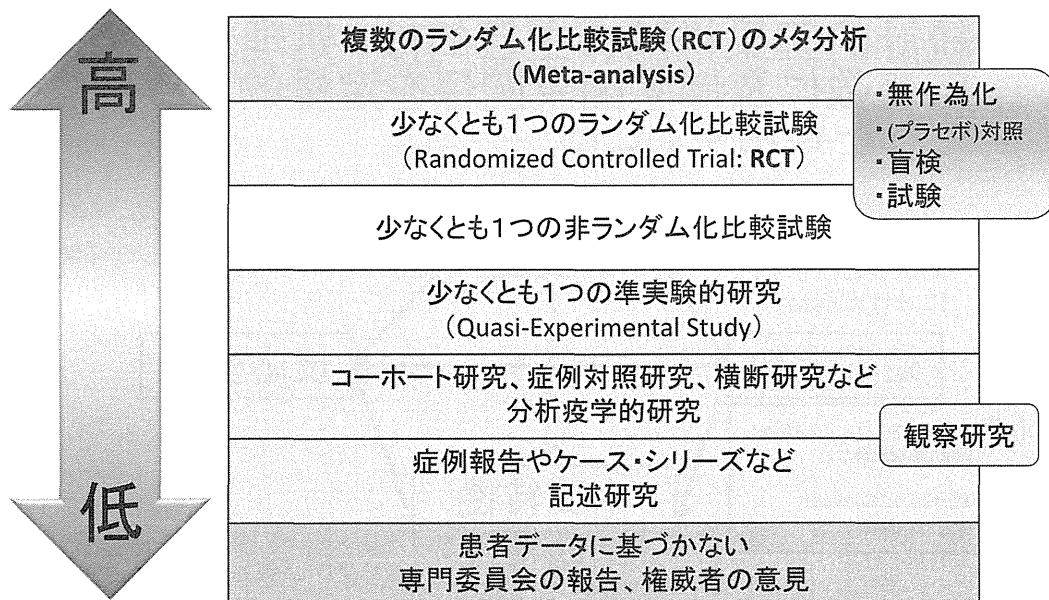 高
低
複数のランダム化比較試験（RCT）のメタ分析
（Meta-analysis）
少なくとも１つのランダム化比較試験
（Randomized Controlled Trial: RCT）
少なくとも１つの非ランダム化比較試験
少なくとも１つの準実験的研究
（Quasi-Experimental Study）
コーホート研究、症例対照研究、横断研究など
分析疫学的研究
症例報告やケース・シリーズなど
記述研究
患者データに基づかない
専門委員会の報告、権威者の意見
・無作為化
・(プラセボ)対照
・盲検
・試験
観察研究